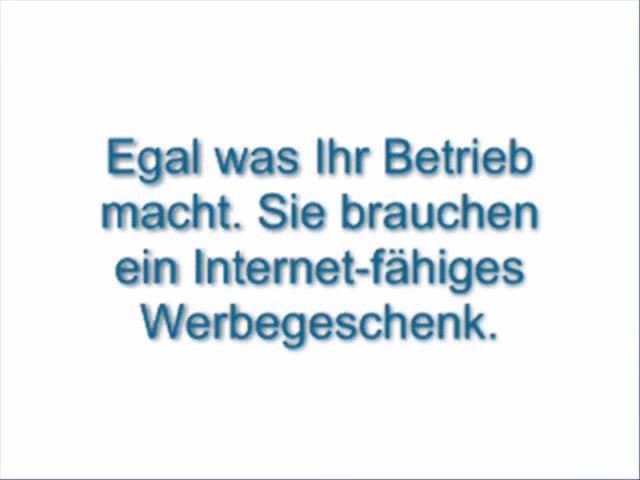 Egal was Ihr Betrieb
macht. Sie brauchen
ein Internet-fähiges
Werbegeschenk.